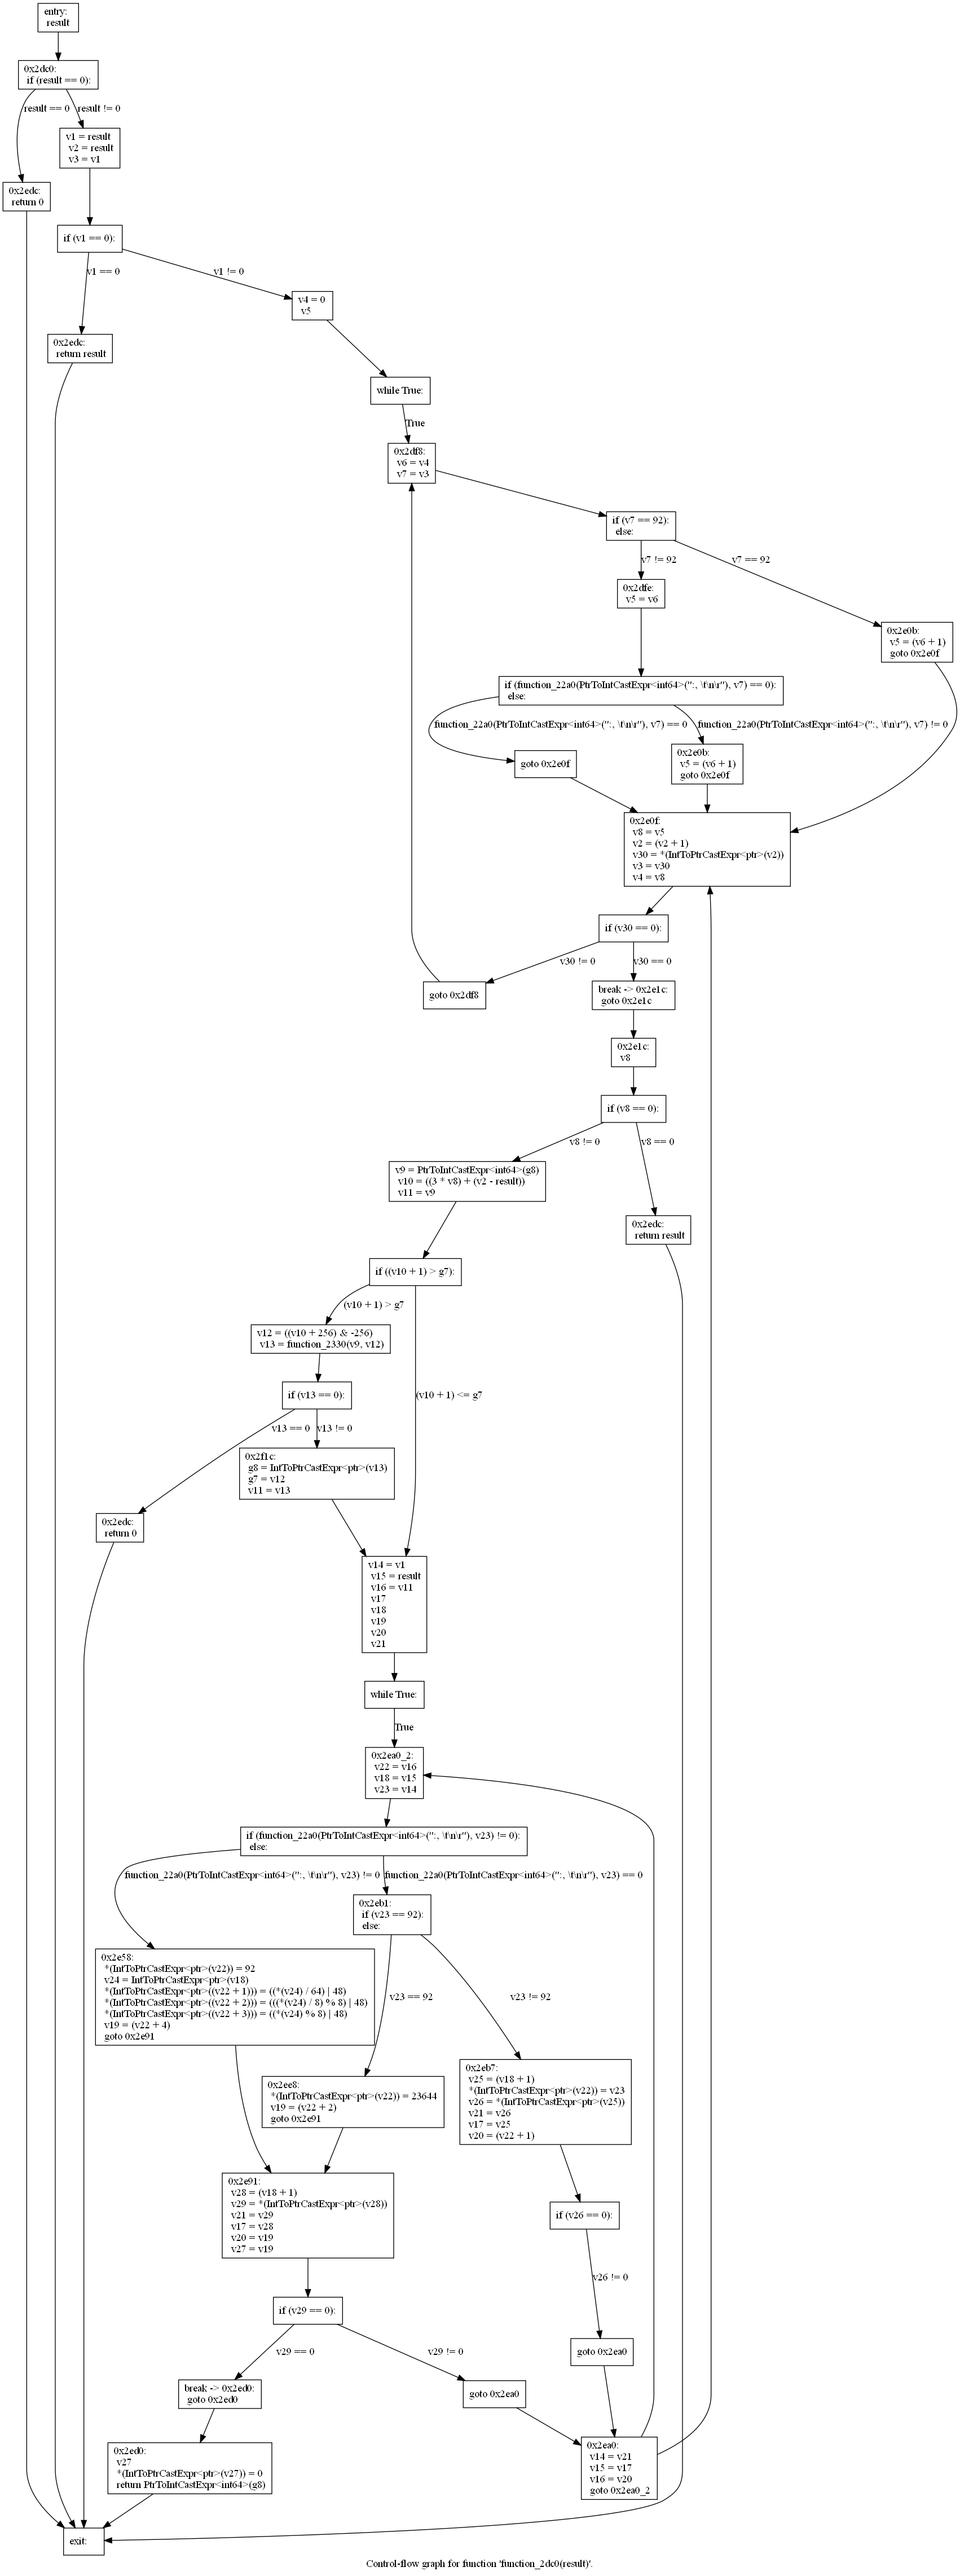 entry:
result
0x2dc0:
if (result == 0):
result == 0
result != 0
v1 = result
v2 = result
v3 = v1
0x2edc:
return 0
if (v1 == 0):
v1 == 0
v1 != 0
v4 = 0
v5
0x2edc:
return result
while True:
True
0x2df8:
v6 = v4
v7 = v3
if (v7 == 92):
else:
v7 != 92
v7 == 92
0x2dfe:
v5 = v6
0x2e0b:
v5 = (v6 + 1)
goto 0x2e0f
if (function_22a0(PtrToIntCastExpr<int64>(":, \t\n\r"), v7) == 0):
else:
function_22a0(PtrToIntCastExpr<int64>(":, \t\n\r"), v7) == 0
function_22a0(PtrToIntCastExpr<int64>(":, \t\n\r"), v7) != 0
goto 0x2e0f
0x2e0b:
v5 = (v6 + 1)
goto 0x2e0f
0x2e0f:
v8 = v5
v2 = (v2 + 1)
v30 = *(IntToPtrCastExpr<ptr>(v2))
v3 = v30
v4 = v8
if (v30 == 0):
v30 != 0
v30 == 0
goto 0x2df8
break -> 0x2e1c:
goto 0x2e1c
0x2e1c:
v8
if (v8 == 0):
v8 != 0
v8 == 0
v9 = PtrToIntCastExpr<int64>(g8)
v10 = ((3 * v8) + (v2 - result))
v11 = v9
0x2edc:
return result
if ((v10 + 1) > g7):
(v10 + 1) > g7
v12 = ((v10 + 256) & -256)
v13 = function_2330(v9, v12)
if (v13 == 0):
(v10 + 1) <= g7
v13 == 0
v13 != 0
0x2f1c:
g8 = IntToPtrCastExpr<ptr>(v13)
g7 = v12
v11 = v13
0x2edc:
return 0
v14 = v1
v15 = result
v16 = v11
v17
v18
v19
v20
v21
while True:
True
0x2ea0_2:
v22 = v16
v18 = v15
v23 = v14
if (function_22a0(PtrToIntCastExpr<int64>(":, \t\n\r"), v23) != 0):
else:
function_22a0(PtrToIntCastExpr<int64>(":, \t\n\r"), v23) != 0
function_22a0(PtrToIntCastExpr<int64>(":, \t\n\r"), v23) == 0
0x2eb1:
if (v23 == 92):
else:
0x2e58:
*(IntToPtrCastExpr<ptr>(v22)) = 92
v24 = IntToPtrCastExpr<ptr>(v18)
*(IntToPtrCastExpr<ptr>((v22 + 1))) = ((*(v24) / 64) | 48)
*(IntToPtrCastExpr<ptr>((v22 + 2))) = (((*(v24) / 8) % 8) | 48)
*(IntToPtrCastExpr<ptr>((v22 + 3))) = ((*(v24) % 8) | 48)
v19 = (v22 + 4)
goto 0x2e91
v23 == 92
v23 != 92
0x2ee8:
*(IntToPtrCastExpr<ptr>(v22)) = 23644
v19 = (v22 + 2)
goto 0x2e91
0x2eb7:
v25 = (v18 + 1)
*(IntToPtrCastExpr<ptr>(v22)) = v23
v26 = *(IntToPtrCastExpr<ptr>(v25))
v21 = v26
v17 = v25
v20 = (v22 + 1)
0x2e91:
v28 = (v18 + 1)
v29 = *(IntToPtrCastExpr<ptr>(v28))
v21 = v29
v17 = v28
v20 = v19
v27 = v19
if (v26 == 0):
v26 != 0
if (v29 == 0):
v29 == 0
v29 != 0
goto 0x2ea0
break -> 0x2ed0:
goto 0x2ed0
goto 0x2ea0
0x2ed0:
v27
*(IntToPtrCastExpr<ptr>(v27)) = 0
return PtrToIntCastExpr<int64>(g8)
0x2ea0:
v14 = v21
v15 = v17
v16 = v20
goto 0x2ea0_2
exit:
Control-flow graph for function 'function_2dc0(result)'.